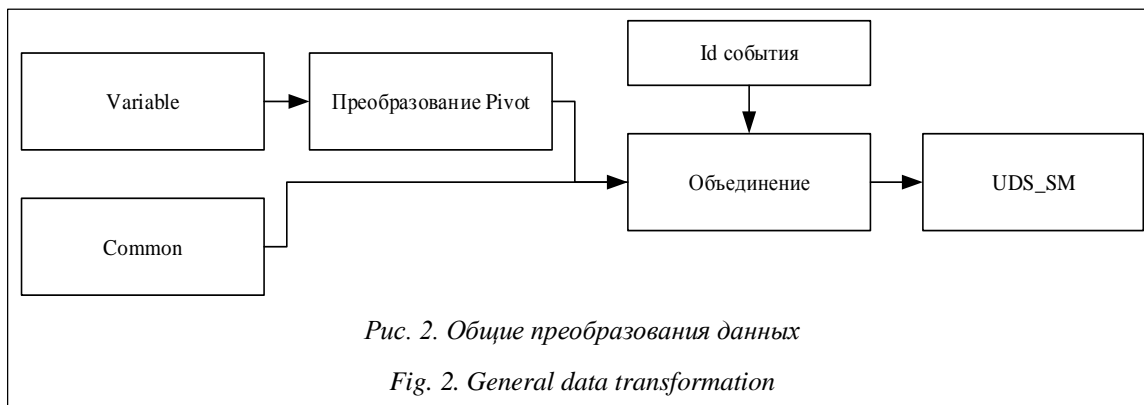 Id события
Variable
Преобразование Pivot
Объединение
UDS_SM
Common
Рис. 2. Общие преобразования данных
Fig. 2. General data transformation